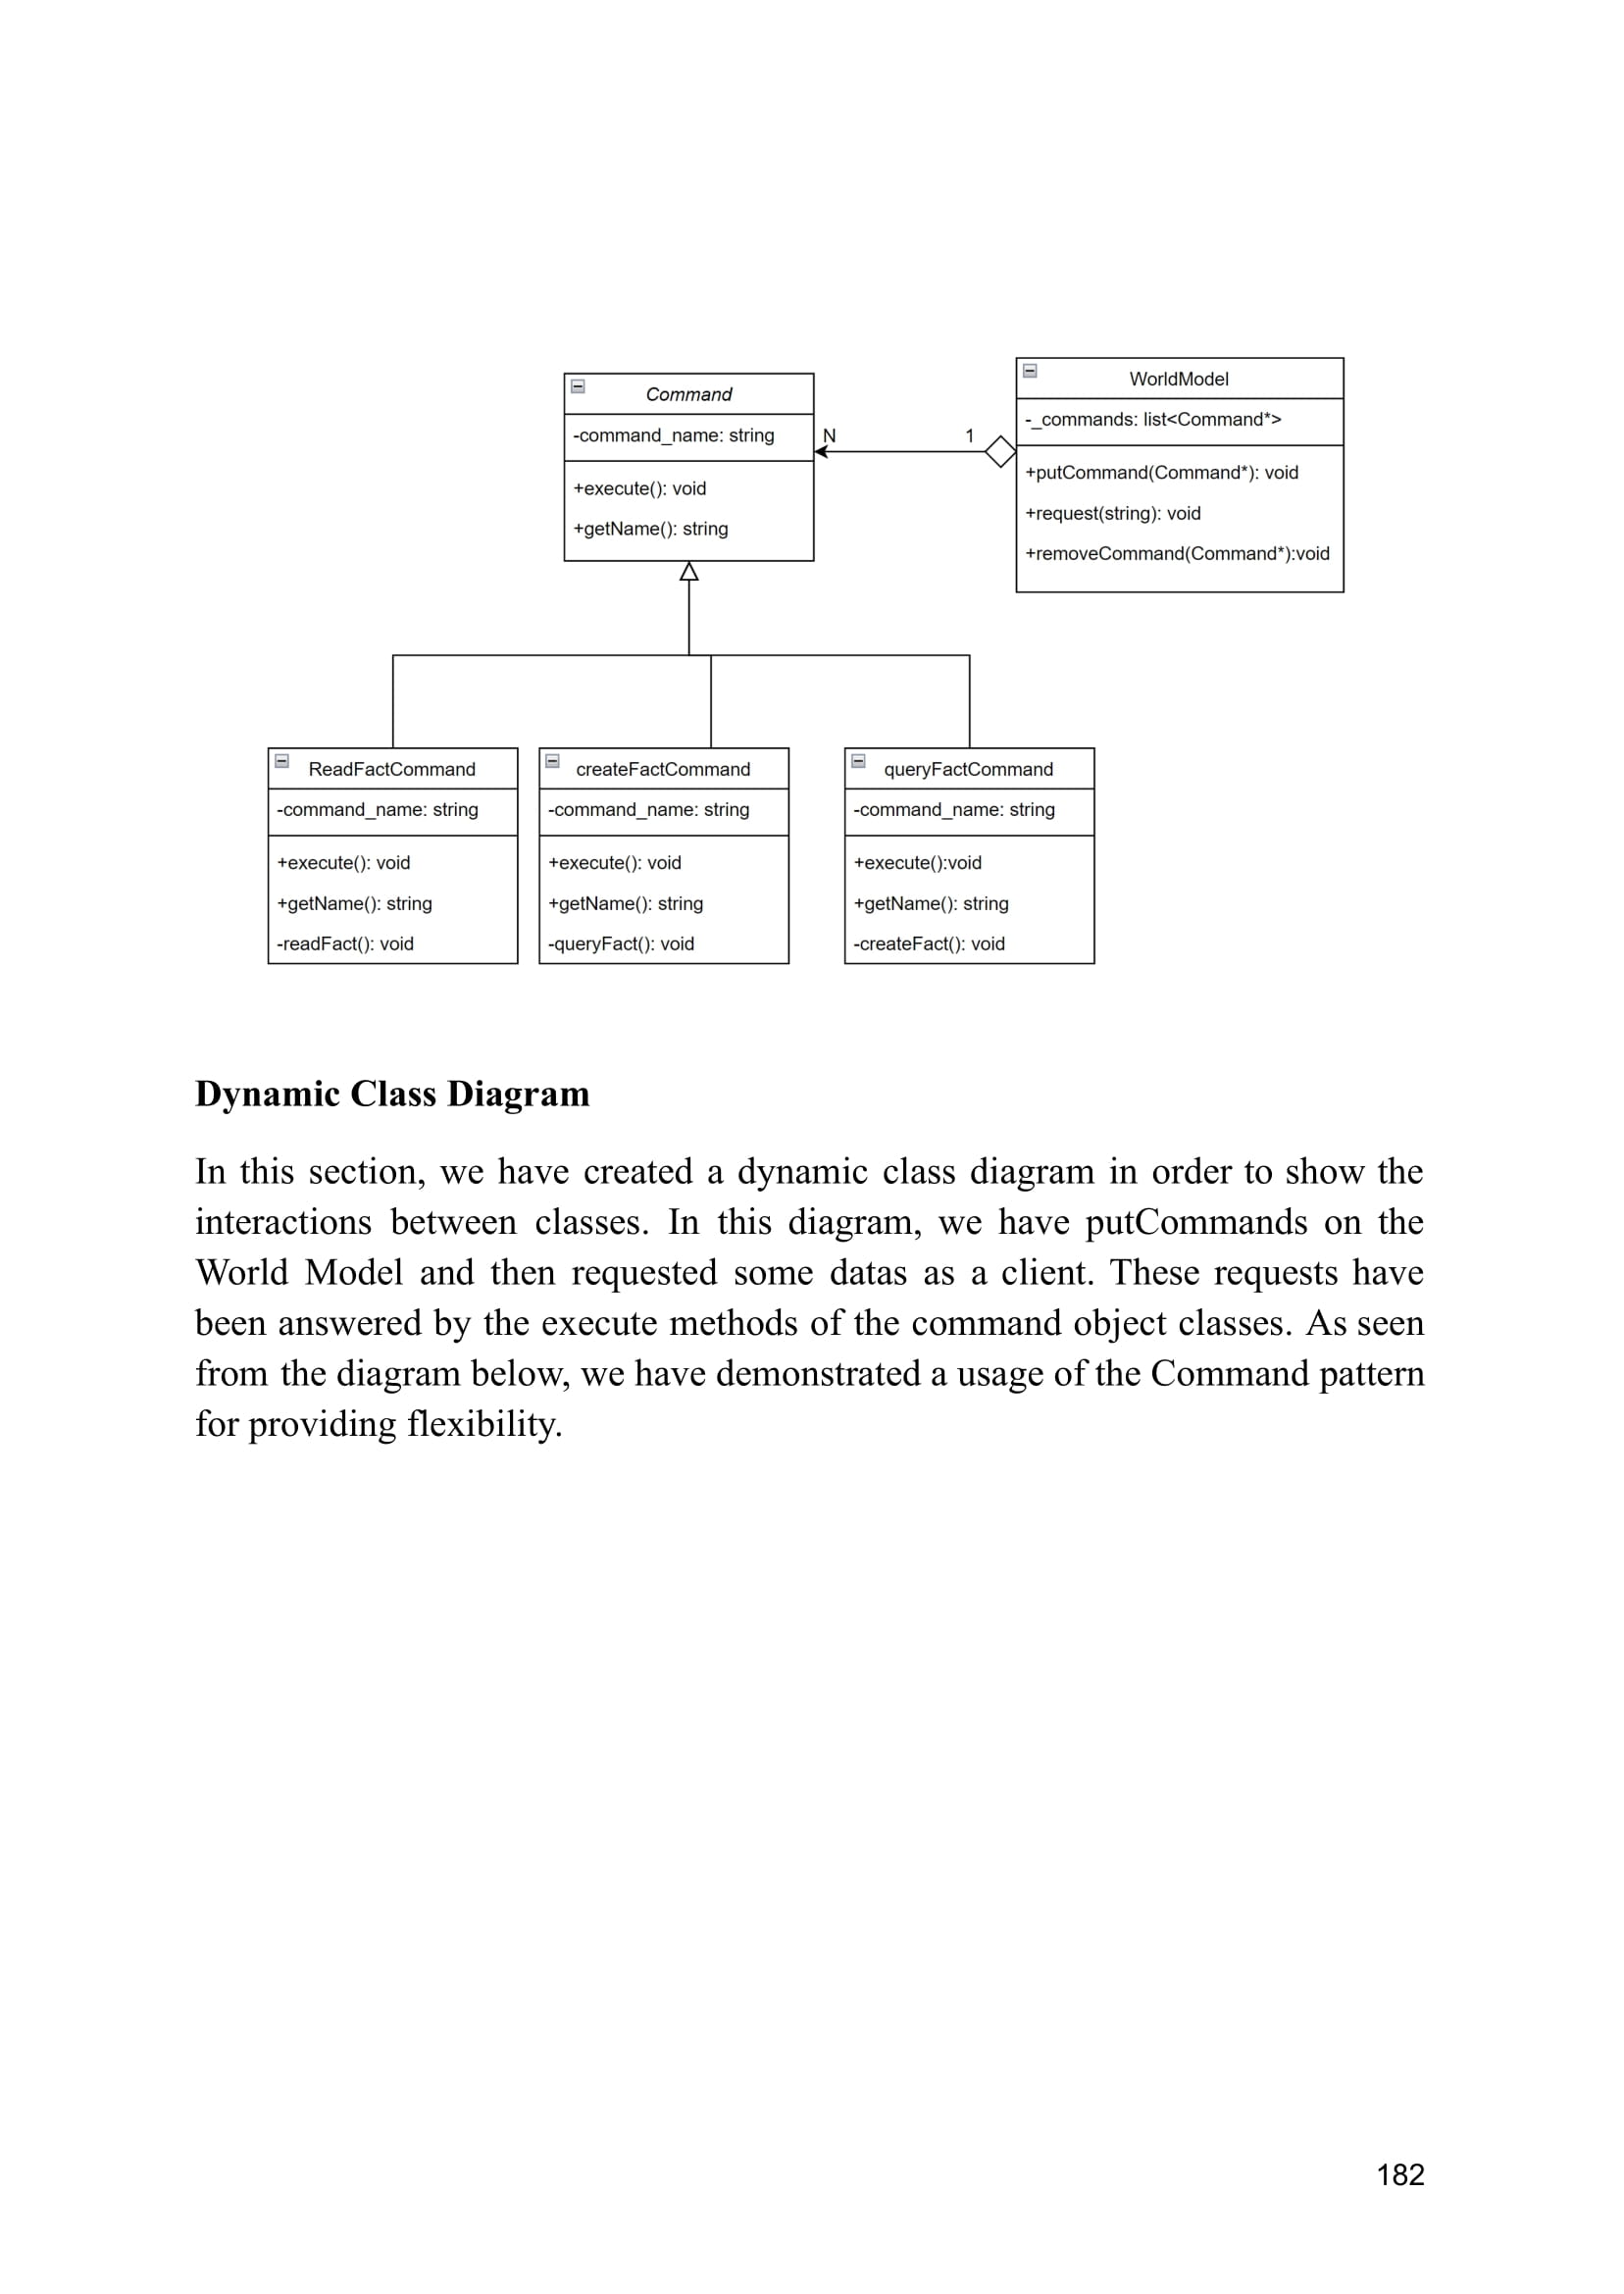 Command
-command_name: string
+execute(): void
+getName(): string
N
1
WorldModel
-_commands: list<Command*>
+putCommand(Command*): void
+request(string): void
+removeCommand(Command*):void
ReadFactCommand
-command_name: string
+execute(): void
+getName(): string
-readFact(): void
createFactCommand
-command_name: string
+execute(): void
+getName(): string
-queryFact(): void
queryFactCommand
-command_name: string
+execute():void
+getName(): string
-createFact(): void
Dynamic Class Diagram
In this section, we have created a dynamic class diagram in order to show the
interactions between classes. In this diagram, we have putCommands on the
World Model and then requested some datas as a client. These requests have
been answered by the execute methods of the command object classes. As seen
from the diagram below, we have demonstrated a usage of the Command pattern
for providing flexibility.
182